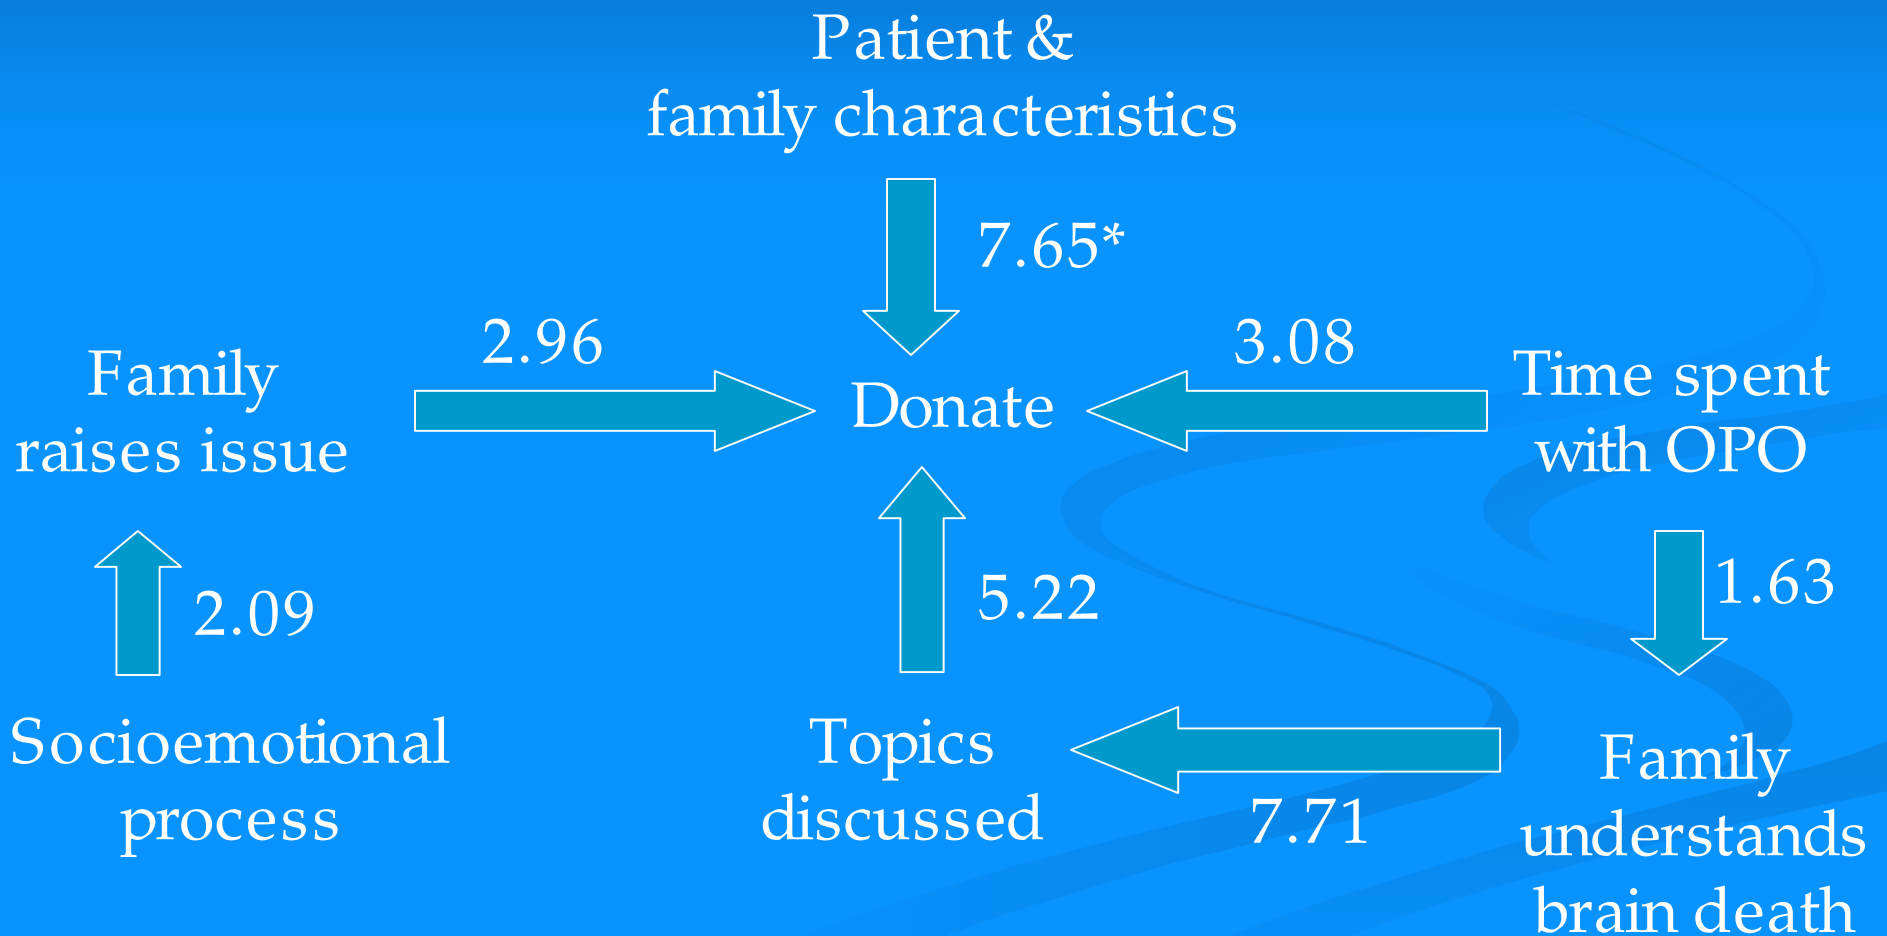 Patient &
family characteristics
7.65*
2.96
3.08
Family
raises issue
Donate
Time spent
with OPO
2.09
5.22
1.63
Socioemotional
process
Topics
discussed
7.71
Family
understands
brain death